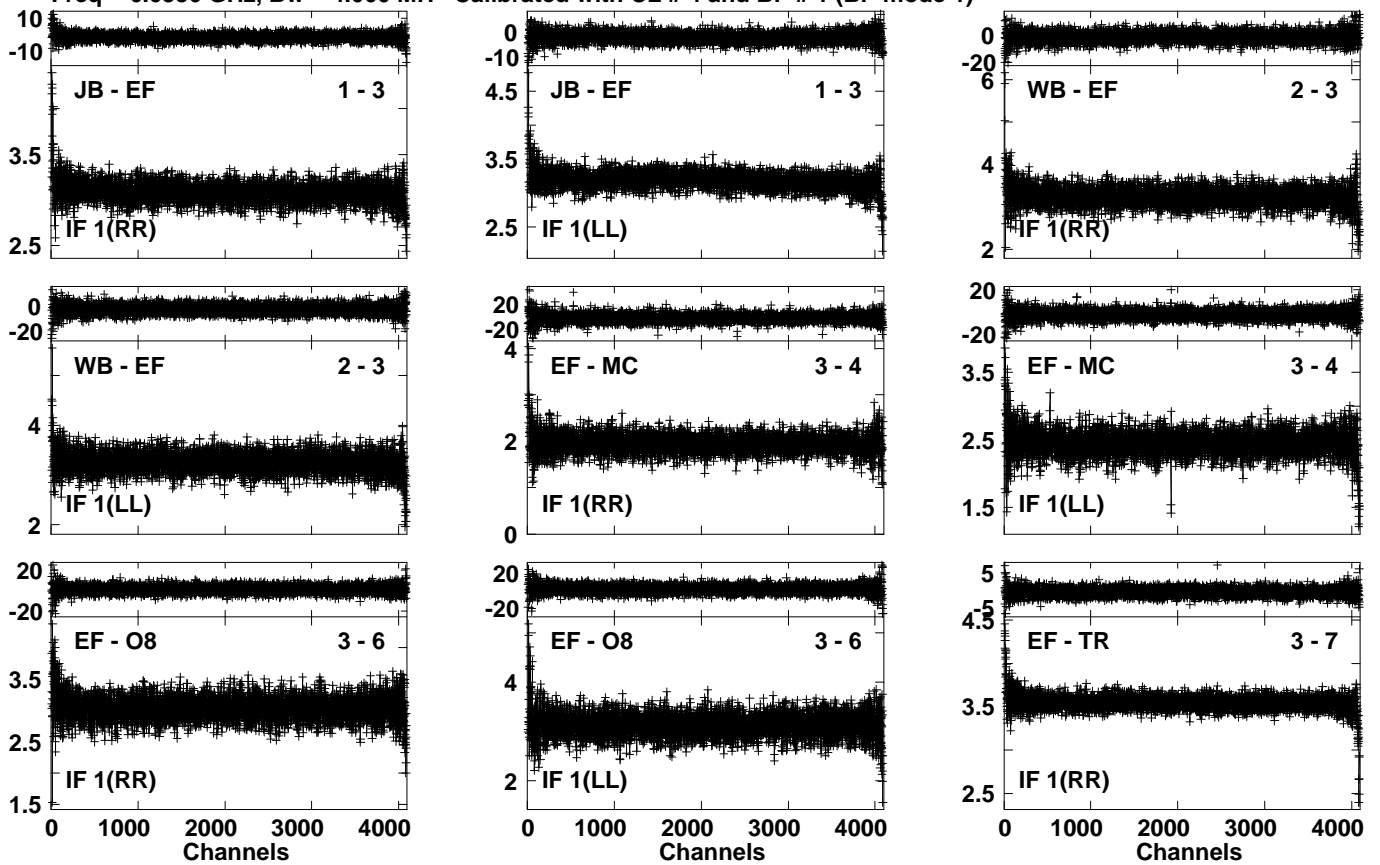 10
-10
JB - EF 1 - 3
3.5
2.5
IF 1(RR)
0
-10
JB - EF 1 - 3
4.5
3.5
2.5
IF 1(LL)
0
-20
WB - EF 2 - 3
6
4
2
IF 1(RR)
0
-20
WB - EF 2 - 3
4
2
IF 1(LL)
20
-20
EF - MC 3 - 4
4
2
0
IF 1(RR)
20
-20
EF - MC 3 - 4
3.5
2.5
1.5
IF 1(LL)
20
-20
EF - O8 3 - 6
3.5
2.5
1.5
IF 1(RR)
0 1000 2000 3000 4000
Channels
20
-20
EF - O8 3 - 6
4
2
IF 1(LL)
0 1000 2000 3000 4000
Channels
5
-5
EF - TR 3 - 7
4.5
3.5
2.5
IF 1(RR)
0 1000 2000 3000 4000
Channels